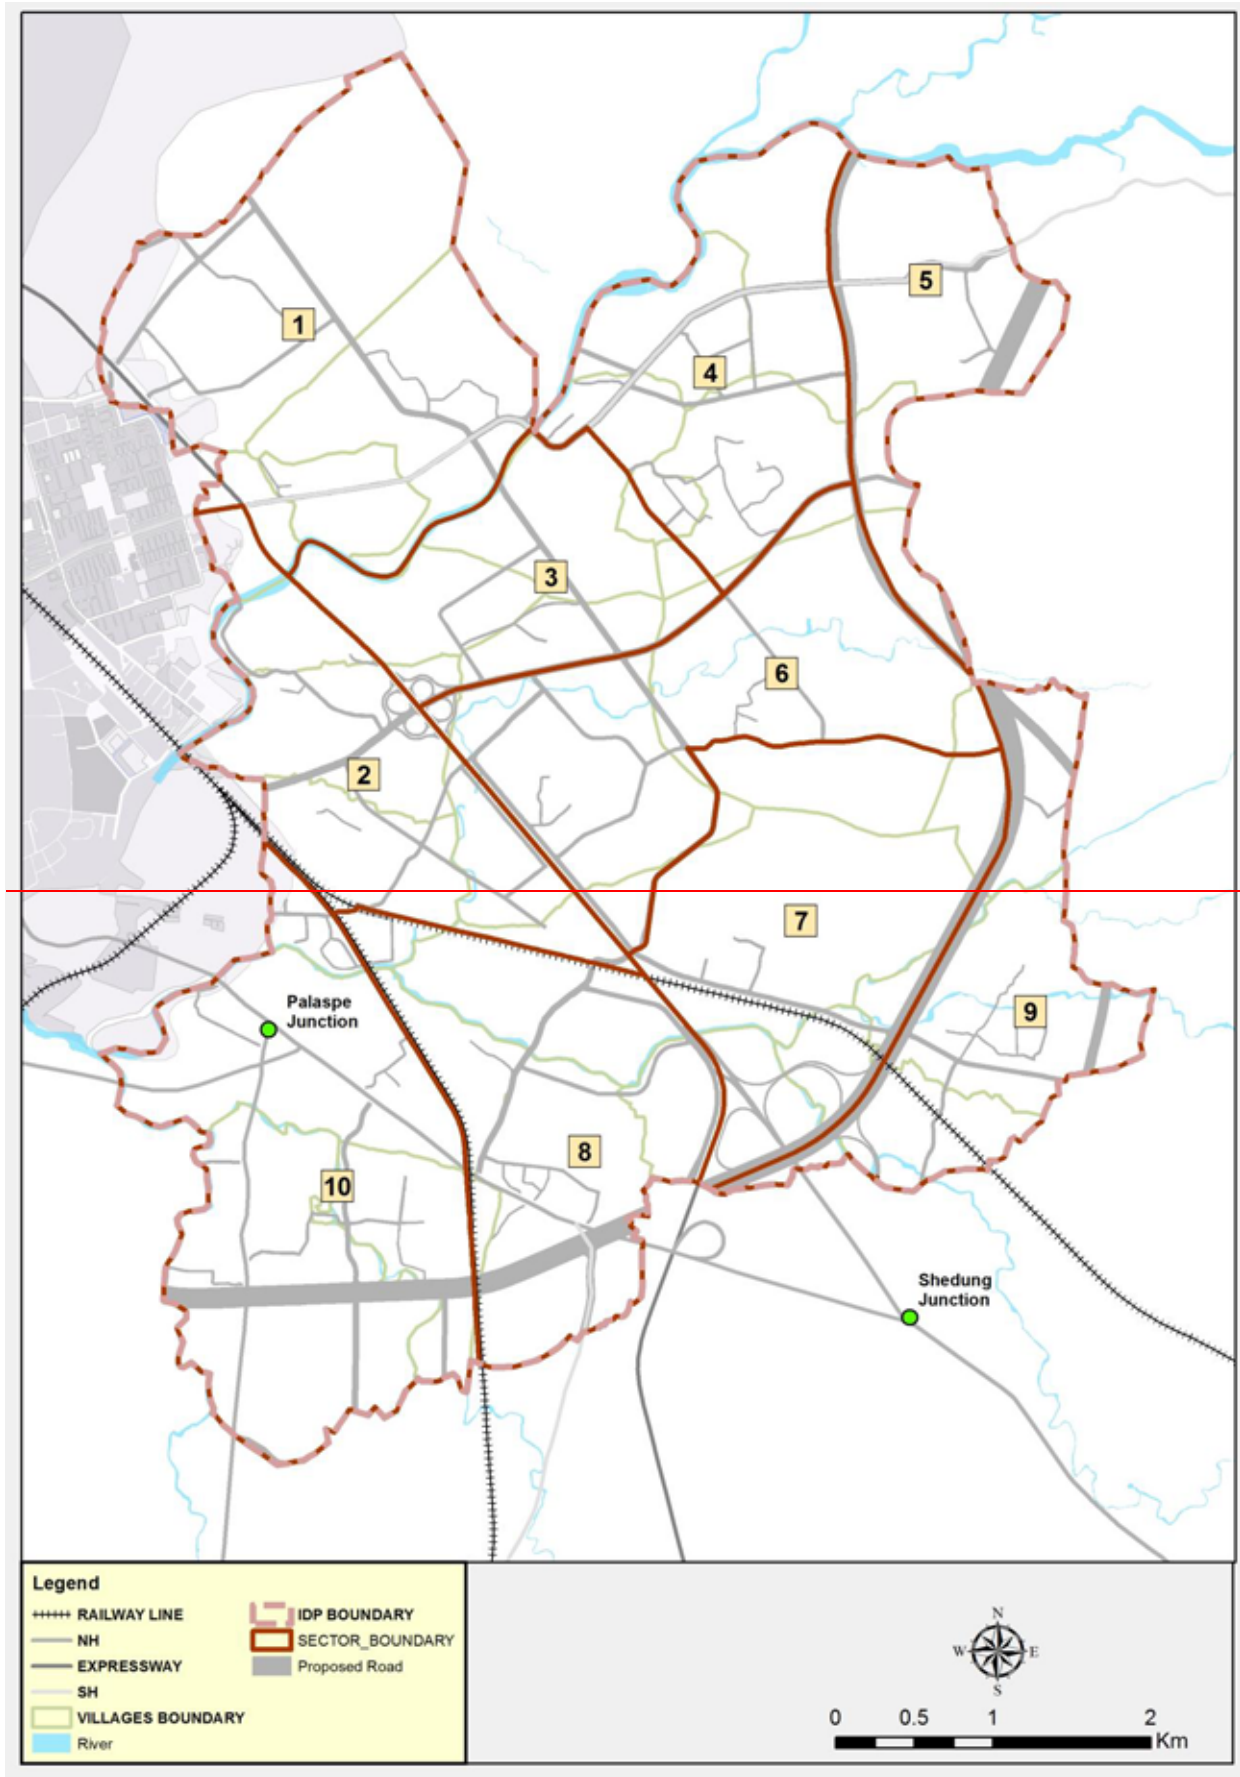 1
5
4
3
6
2
7
9
Palaspe
Junction
8
10
Shedung
Junction
Legend
RAILWAY LINE
NH
EXPRESSWAY
SH
VILLAGES BOUNDARY
River
IDP BOUNDARY
SECTOR_BOUNDARY
Proposed Road
N
W E
S
0 0.5 1 2
Km